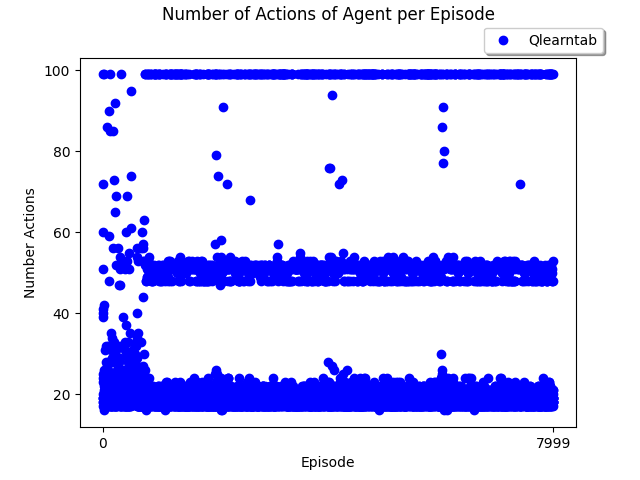 Number of Actions of Agent per Episode
Qlearntab
100
80
60
40
20
Number Actions
0
7999
Episode